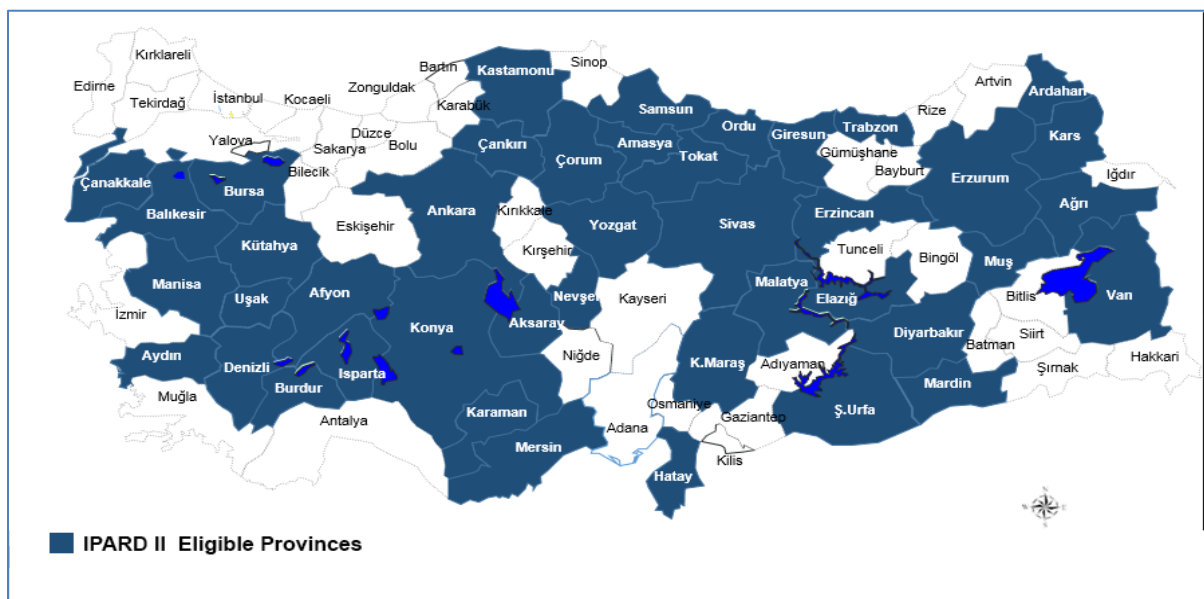 Kırklareli
Edirne
Tekirdağ
İstanbul
Kocaeli
Yalova
Sakarya
Düzce
Bolu
Zonguldak
Bartın
Karabük
Kastamonu
Sinop
Samsun
Ordu
Giresun
Trabzon
Rize
Artvin
Ardahan
Kars
Iğdır
Ağrı
Erzurum
Bayburt
Gümüşhane
Erzincan
Tokat
Amasya
Çorum
Çankırı
Ankara
Kırıkkale
Kırşehir
Yozgat
Sivas
Bilecik
Eskişehir
Bursa
Çanakkale
Balıkesir
Kütahya
Manisa
Uşak
Afyon
İzmir
Aydın
Denizli
Burdur
Isparta
Konya
Aksaray
Nevşeh
Kayseri
Niğde
Malatya
Elazığ
Tunceli
Bingöl
Muş
Bitlis
Van
Siirt
Batman
Şırnak
Hakkari
Diyarbakır
Mardin
Ş.Urfa
Adıyaman
K.Maraş
Osmaniye
Gaziantep
Kilis
Hatay
Adana
Mersin
Karaman
Antalya
Muğla
N
E
IPARD II Eligible Provinces